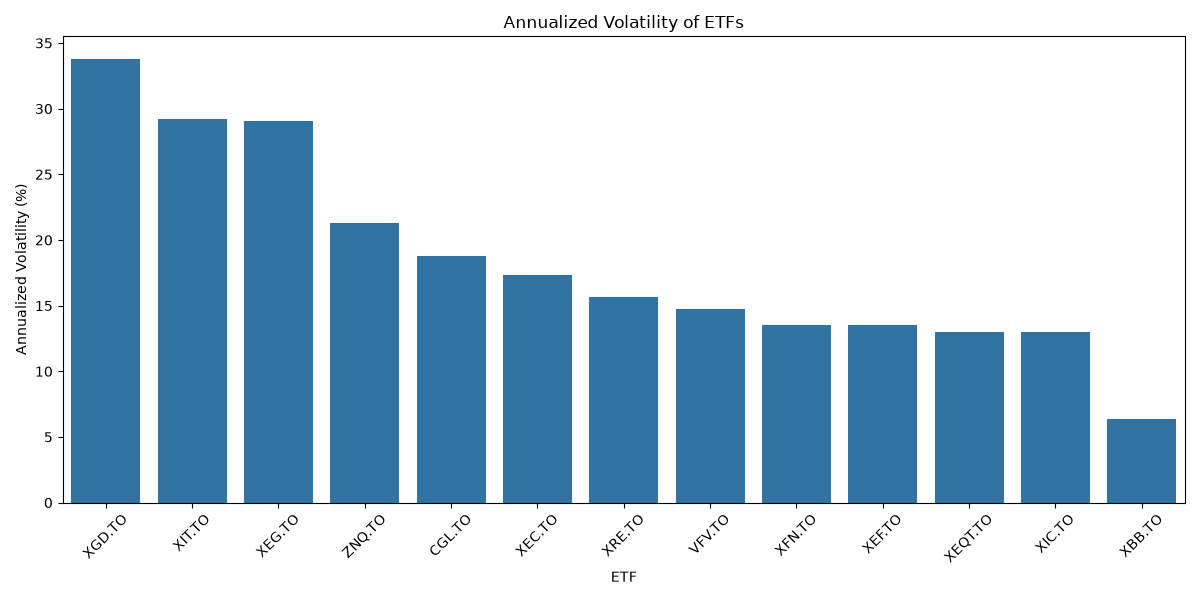 Annualized Volatility of ETFs
Annualized Volatility (%)
35
30
25
20
15
10
5
0
XGD.TO
XIT.TO
XEG.TO
ZNQ.TO
CGL.TO
XEC.TO
XRE.TO
VFV.TO
XFN.TO
XEF.TO
XEQT.TO
XIC.TO
XBB.TO
ETF